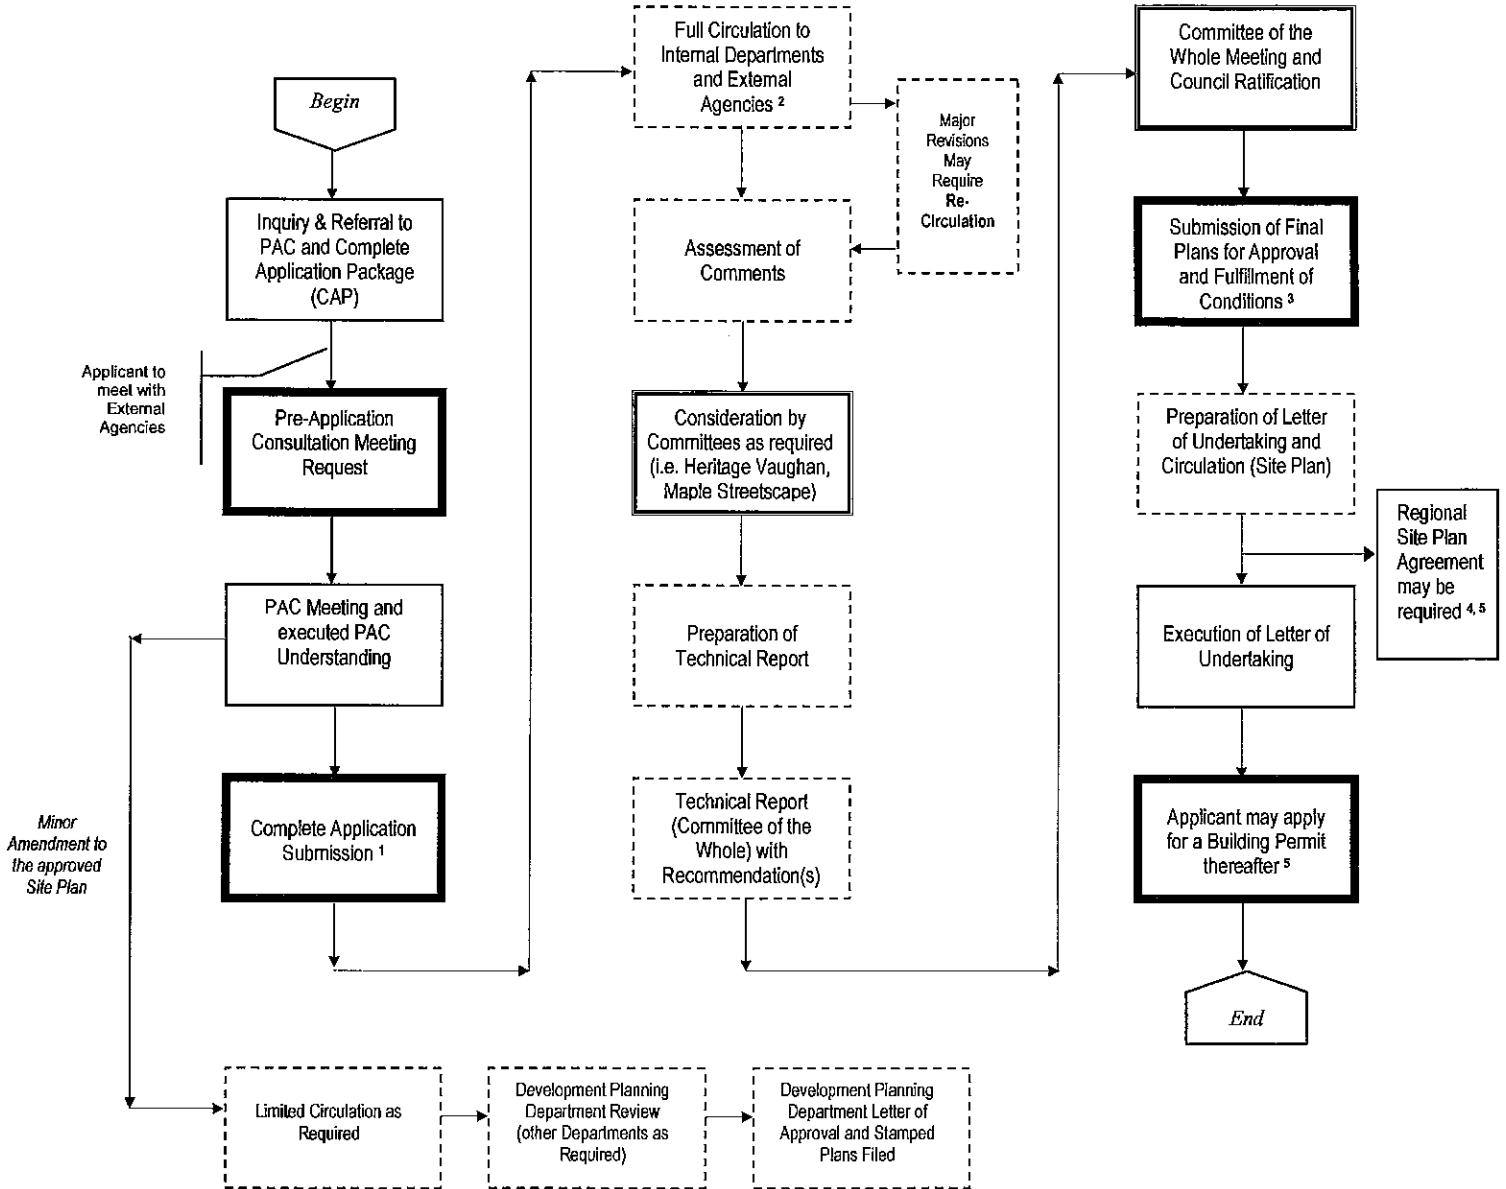 Begin
Inquiry & Referral to
PAC and Complete
Application Package
(CAP)
Applicant to
meet with
External
Agencies
Pre-Application
Consultation Meeting
Request
PAC Meeting and
executed PAC
Understanding
Minor
Amendment to
the approved
Site Plan
Complete Application
Submission 1
Full Circulation to
Internal Departments
and External
Agencies 2
Major
Revisions
May
Require
Re-
Circulation
Assessment of
Comments
Consideration by
Committees as required
(i.e. Heritage Vaughan,
Maple Streetscape)
Preparation of
Technical Report
Technical Report
(Committee of the
Whole) with
Recommendation(s)
Committee of the
Whole Meeting and
Council Ratification
Submission of Final
Plans for Approval
and Fulfillment of
Conditions 3
Preparation of Letter
of Undertaking and
Circulation (Site Plan)
Regional
Site Plan
Agreement
may be
required 4, 5
Execution of Letter of
Undertaking
Applicant may apply
for a Building Permit
thereafter 5
End
Limited Circulation as
Required
Development Planning
Department Review
(other Departments as
Required)
Development Planning
Department Letter of
Approval and Stamped
Plans Filed